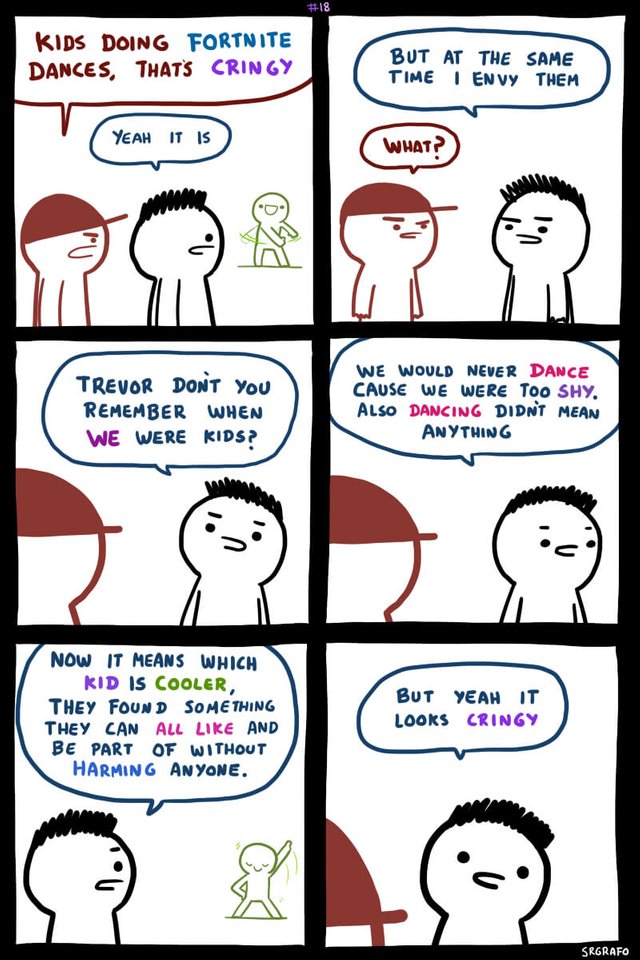 #18
KIDS DOING FORTNITE
DANCES, THAT'S CRINGY
YEAH IT IS
BUT AT THE SAME
TIME I ENVY THEM
WHAT?
TREVOR DON'T YOU
REMEMBER WHEN
WE WERE KIDS?
WE WOULD NEVER DANCE
CAUSE WE WERE TOO SHY.
ALSO DANCING DIDN'T MEAN
ANYTHING
NOW IT MEANS WHICH
KID IS COOLER,
THEY FOUND SOMETHING
THEY CAN ALL LIKE AND
BE PART OF WITHOUT
HARMING ANYONE.
BUT YEAH IT
LOOKS CRINGY
SRGRAFO